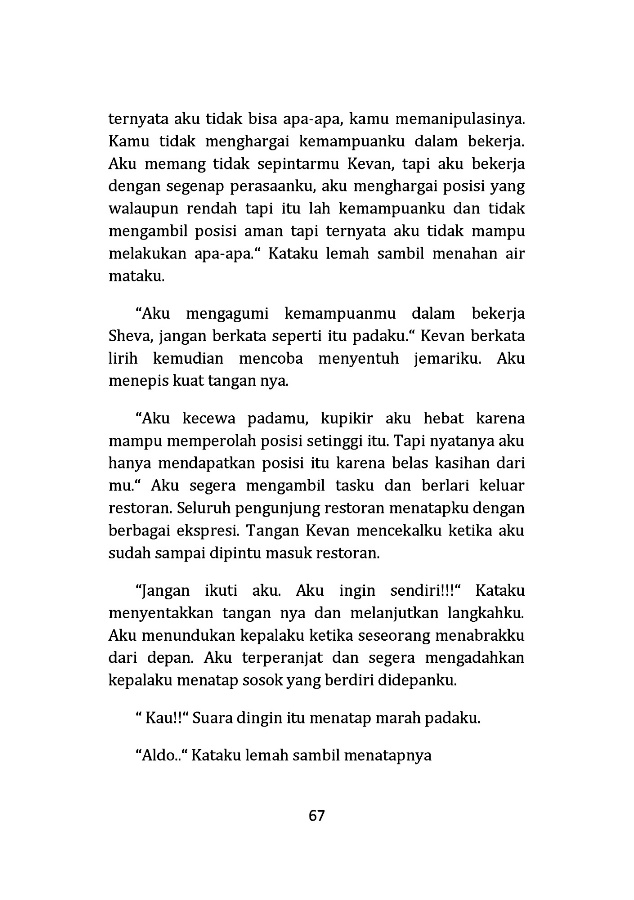 ternyata aku tidak bisa apa-apa, kamu memanipulasinya.
Kamu tidak menghargai kemampuanku dalam bekerja.
Aku memang tidak sepintarmu Kevan, tapi aku bekerja
dengan segenap perasaanku, aku menghargai posisi yang
walaupun rendah tapi itu lah kemampuanku dan tidak
mengambil posisi aman tapi ternyata aku tidak mampu
melakukan apa-apa.“ Kataku lemah sambil menahan air
mataku.
“Aku mengagumi kemampuanmu dalam bekerja
Sheva, jangan berkata seperti itu padaku.“ Kevan berkata
lirih kemudian mencoba menyentuh jemariku. Aku
menepis kuat tangan nya.
“Aku kecewa padamu, kupikir aku hebat karena
mampu memperolah posisi setinggi itu. Tapi nyatanya aku
hanya mendapatkan posisi itu karena belas kasihan dari
mu.“ Aku segera mengambil tasku dan berlari keluar
restoran. Seluruh pengunjung restoran menatapku dengan
berbagai ekspresi. Tangan Kevan mencekalku ketika aku
sudah sampai dipintu masuk restoran.
“Jangan ikuti aku. Aku ingin sendiri!!!“ Kataku
menyentakkan tangan nya dan melanjutkan langkahku.
Aku menundukan kepalaku ketika seseorang menabrakku
dari depan. Aku terperanjat dan segera mengadahkan
kepalaku menatap sosok yang berdiri didepanku.
“ Kau!!“ Suara dingin itu menatap marah padaku.
“Aldo..“ Kataku lemah sambil menatapnya
67